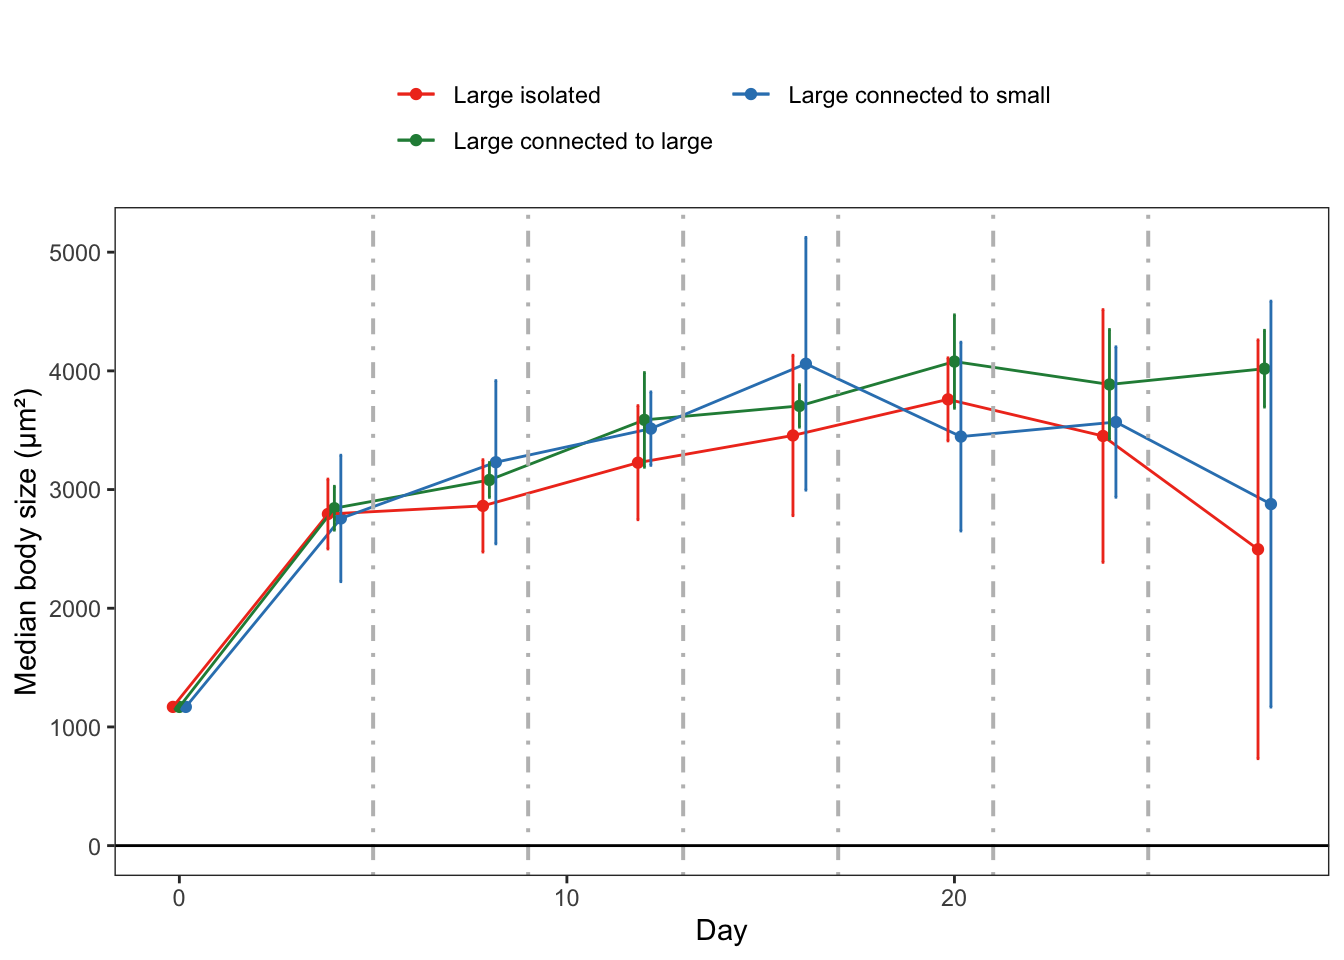 Large isolated
Large connected to small
Large connected to large
Median body size (µm²)
5000
4000
3000
2000
1000
0
0
10
20
Day